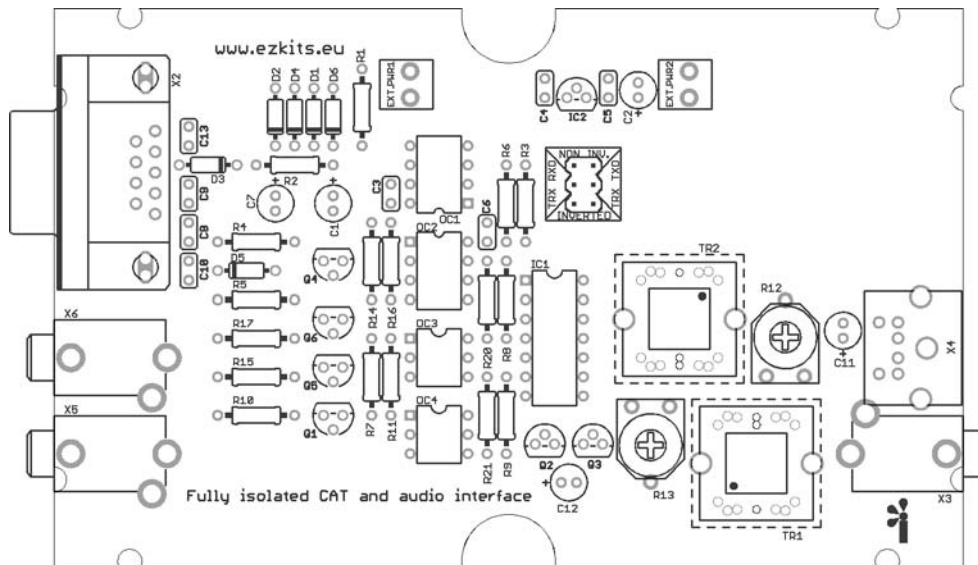 www.ezkits.eu
R1
EXT.PWR1
EXT.PWR2
X2
D2
D4
D1
D6
C4
IC2
C5
C2
+
C13
D3
+
R2
+
C7
C1
C3
OC1
R6
R3
NON INV.
TRX RXD
TRX TXD
INVERTED
C9
C8
C10
C6
R4
D5
R5
Q4
OC2
IC1
TR2
R12
X6
R17
Q6
R14
R16
OC3
R20
R8
C11
+
X4
R15
Q5
X5
R10
Q1
R7
R11
OC4
R21
R9
Q2
Q3
+
C12
R13
TR1
X3
Fully isolated CAT and audio interface